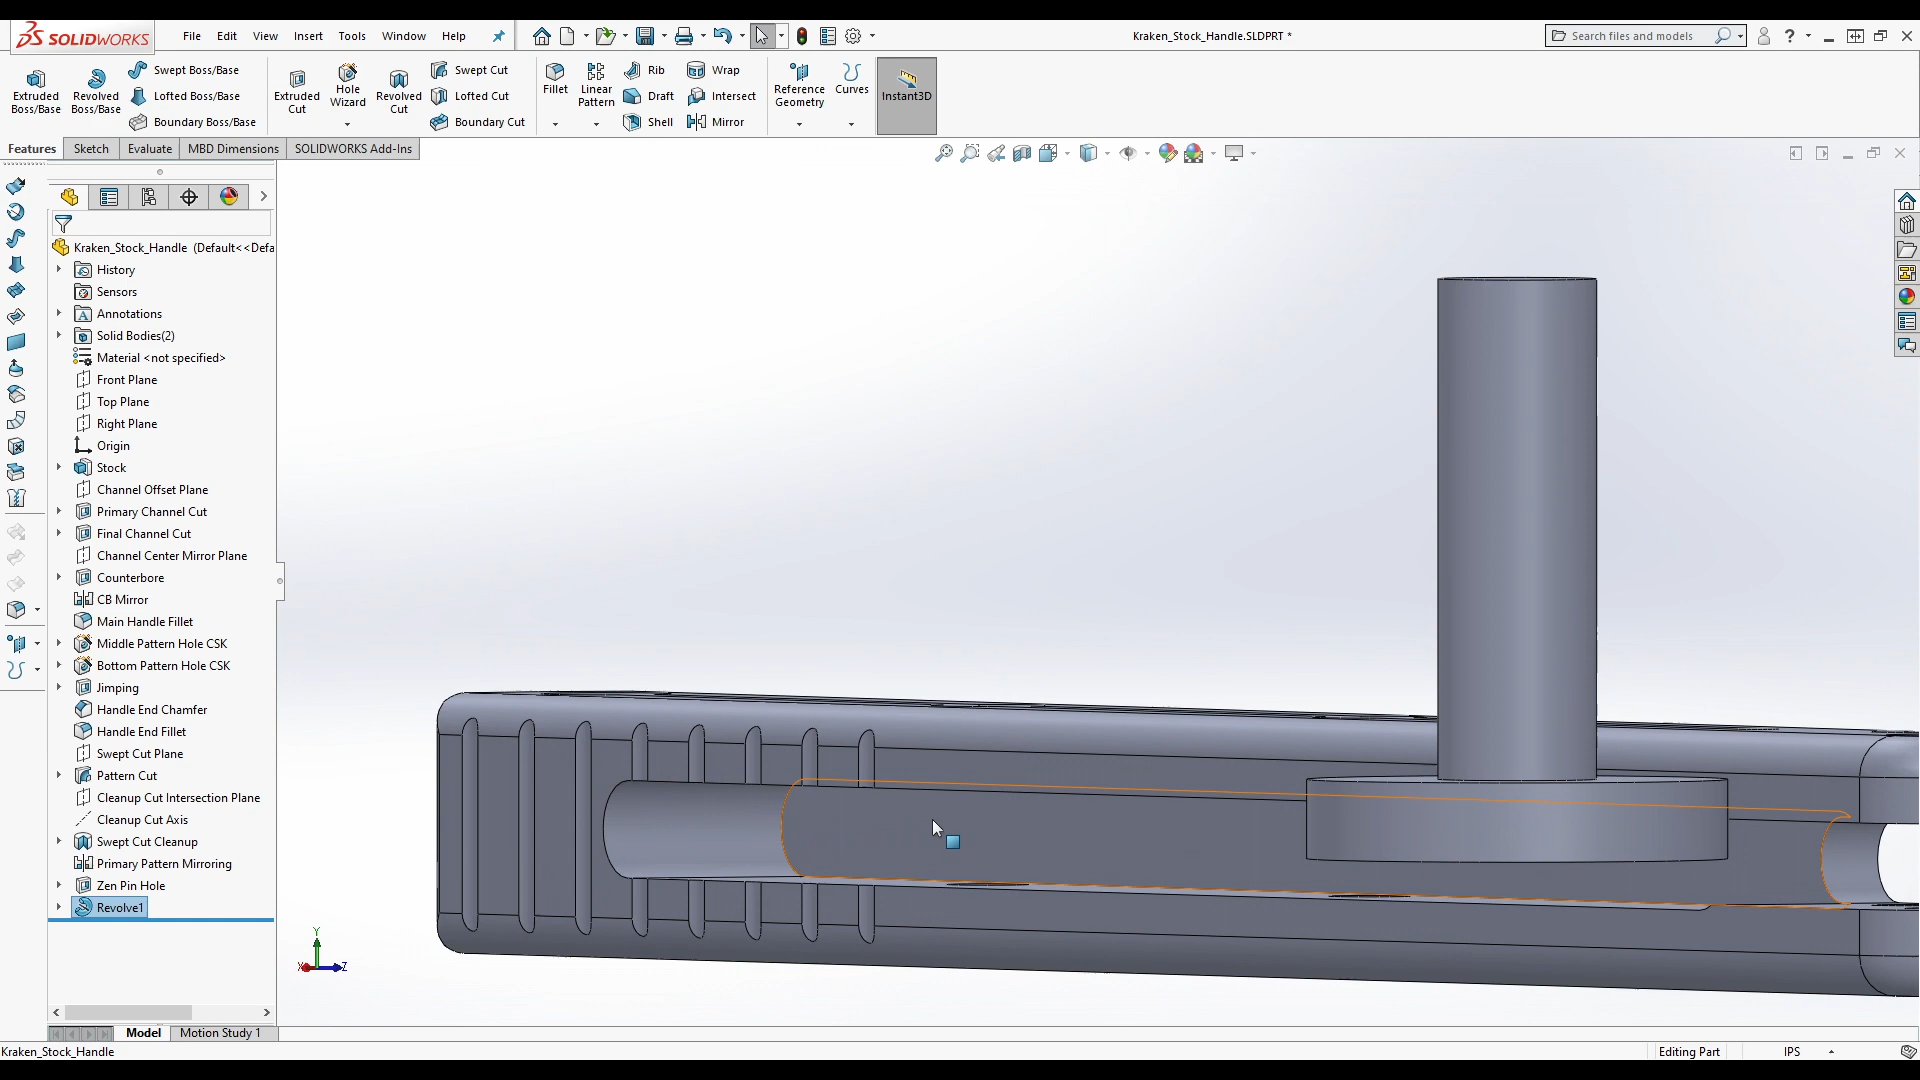 SOLIDWORKS File Edit View Insert Tools Window Help Kraken_Stock_Handle.SLDPRT * Search files and models ?
Extruded Boss/Base
Revolved Boss/Base
Swept Boss/Base
Lofted Boss/Base
Boundary Boss/Base
Extruded Cut
Hole Wizard
Revolved Cut
Swept Cut
Lofted Cut
Boundary Cut
Fillet
Linear Pattern
Rib
Draft
Shell
Wrap
Intersect
Mirror
Reference Geometry
Curves
Instant3D
Features Sketch Evaluate MBD Dimensions SOLIDWORKS Add-Ins
Kraken_Stock_Handle (Default<<Defa
History
Sensors
Annotations
Solid Bodies(2)
Material <not specified>
Front Plane
Top Plane
Right Plane
Origin
Stock
Channel Offset Plane
Primary Channel Cut
Final Channel Cut
Channel Center Mirror Plane
Counterbore
CB Mirror
Main Handle Fillet
Middle Pattern Hole CSK
Bottom Pattern Hole CSK
Jimping
Handle End Chamfer
Handle End Fillet
Swept Cut Plane
Pattern Cut
Cleanup Cut Intersection Plane
Cleanup Cut Axis
Swept Cut Cleanup
Primary Pattern Mirroring
Zen Pin Hole
Revolve1
Y
X Z
Model Motion Study 1
Kraken_Stock_Handle Editing Part IPS